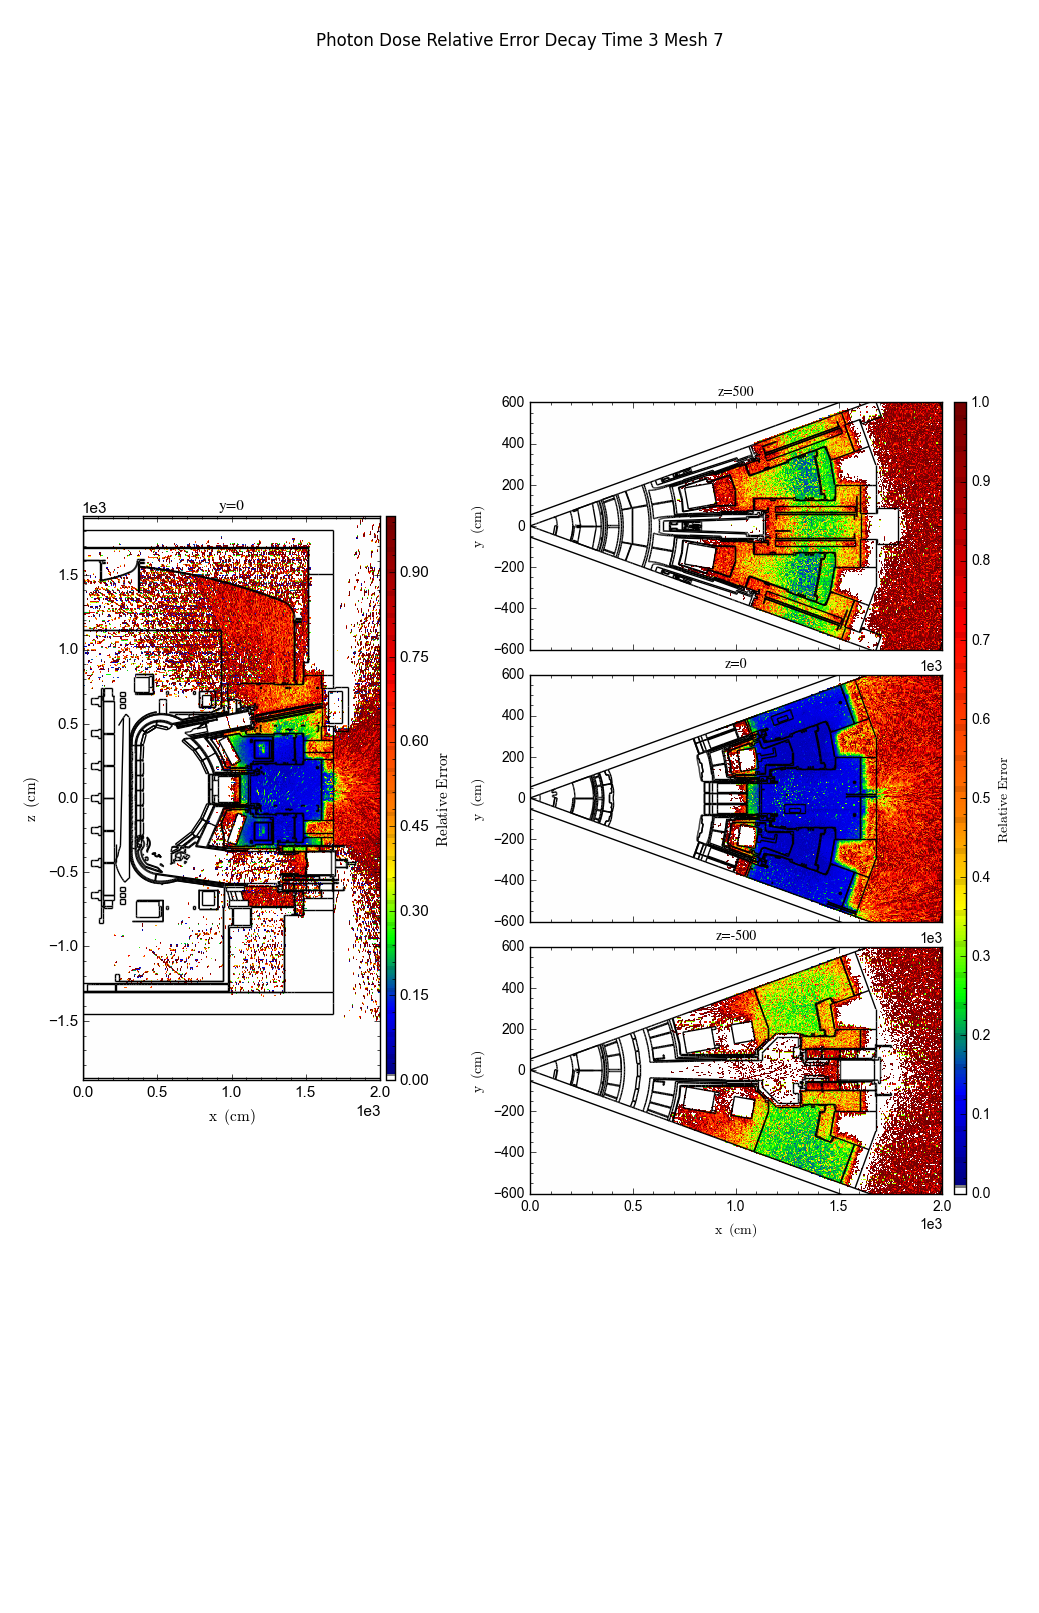 Photon Dose Relative Error Decay Time 3 Mesh 7
y=0
1e3
1.5
1.0
0.5
0.0
−0.5
−1.0
−1.5
z (cm)
0.0 0.5 1.0 1.5 2.0
1e3
x (cm)
0.90
0.75
0.60
0.45
0.30
0.15
0.00
Relative Error
z=500
600
400
200
0
−200
−400
−600
y (cm)
1e3
z=0
600
400
200
0
−200
−400
−600
y (cm)
1e3
z=-500
600
400
200
0
−200
−400
−600
y (cm)
0.0 0.5 1.0 1.5 2.0
1e3
x (cm)
1.0
0.9
0.8
0.7
0.6
0.5
0.4
0.3
0.2
0.1
0.0
Relative Error